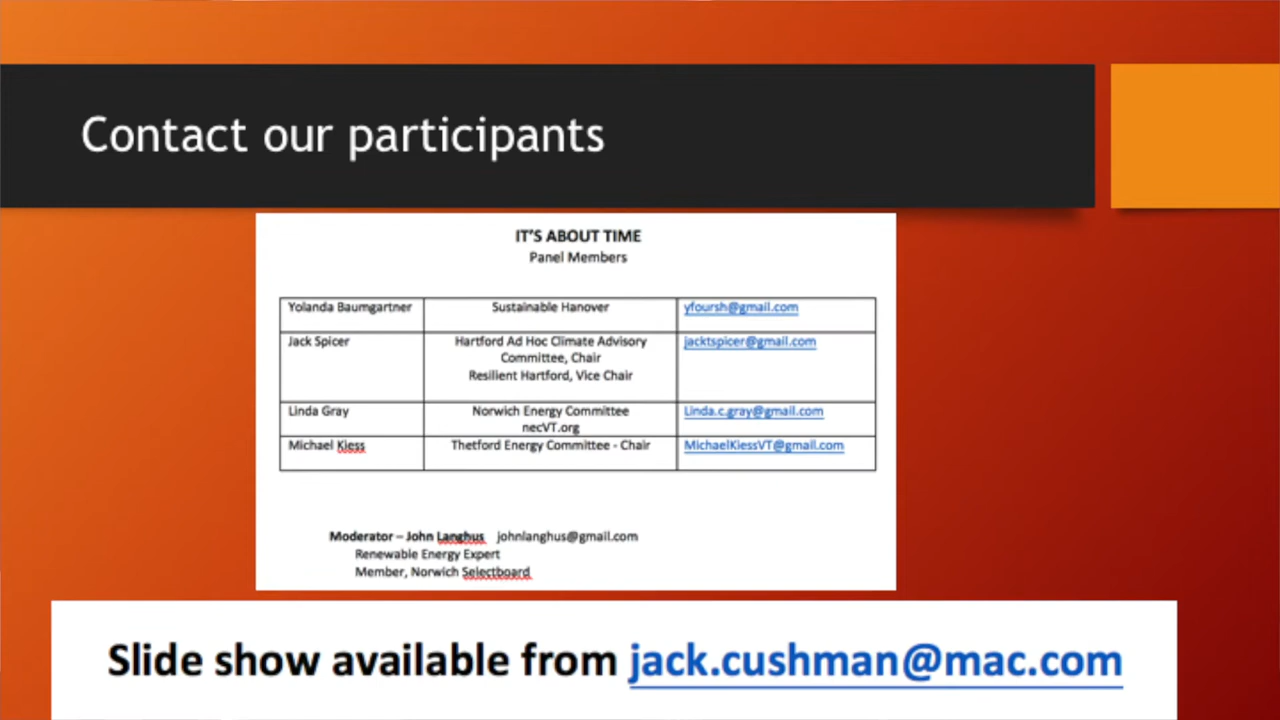 Contact our participants
IT'S ABOUT TIME
Panel Members
Yolanda Baumgartner Sustainable Hanover yfoursh@gmail.com
Jack Spicer Hartford Ad Hoc Climate Advisory jacktspicer@gmail.com
Committee, Chair
Resilient Hartford, Vice Chair
Linda Gray Norwich Energy Committee Linda.c.gray@gmail.com
necVT.org
Michael Kiess Thetford Energy Committee - Chair MichaelKiessVT@gmail.com
Moderator – John Langhus johnlanghus@gmail.com
Renewable Energy Expert
Member, Norwich Selectboard
Slide show available from jack.cushman@mac.com